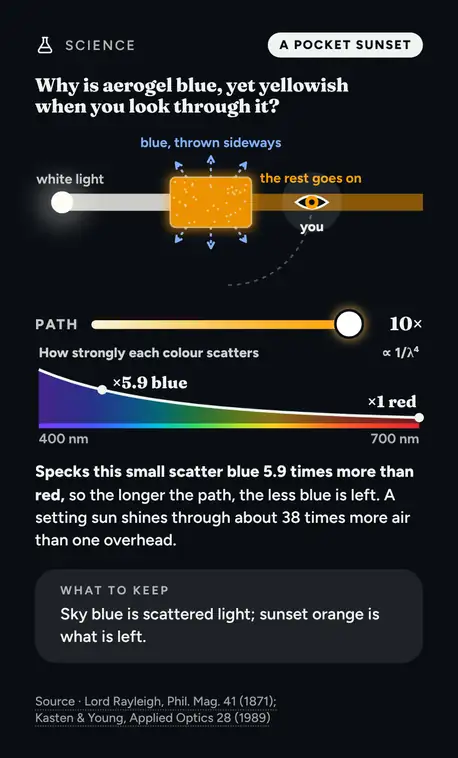 SCIENCE
A POCKET SUNSET
Why is aerogel blue, yet yellowish
when you look through it?
blue, thrown sideways
white light
the rest goes on
you
PATH
10×
How strongly each colour scatters
∝ 1/λ⁴
×5.9 blue
×1 red
400 nm
700 nm
Specks this small scatter blue 5.9 times more than
red, so the longer the path, the less blue is left. A
setting sun shines through about 38 times more air
than one overhead.
WHAT TO KEEP
Sky blue is scattered light; sunset orange is
what is left.
Source · Lord Rayleigh, Phil. Mag. 41 (1871);
Kasten & Young, Applied Optics 28 (1989)